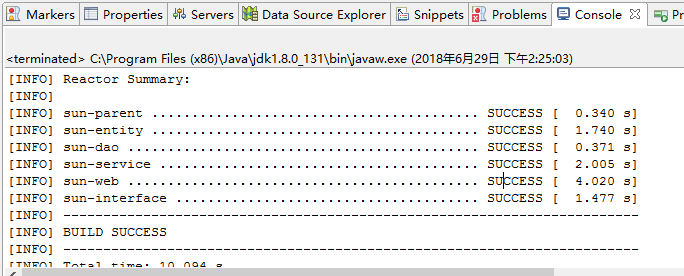 Markers Properties Servers Data Source Explorer Snippets Problems Console Pr
<terminated> C:\Program Files (x86)\Java\jdk1.8.0_131\bin\javaw.exe (2018年6月29日 下午2:25:03)
[INFO] Reactor Summary:
[INFO]
[INFO] sun-parent ......................................... SUCCESS [  0.340 s]
[INFO] sun-entity ......................................... SUCCESS [  1.740 s]
[INFO] sun-dao ............................................ SUCCESS [  0.371 s]
[INFO] sun-service ........................................ SUCCESS [  2.005 s]
[INFO] sun-web ............................................ SUCCESS [  4.020 s]
[INFO] sun-interface ...................................... SUCCESS [  1.477 s]
[INFO] ------------------------------------------------------------------------
[INFO] BUILD SUCCESS
[INFO] ------------------------------------------------------------------------
[INFO] Total time: 10.094 s